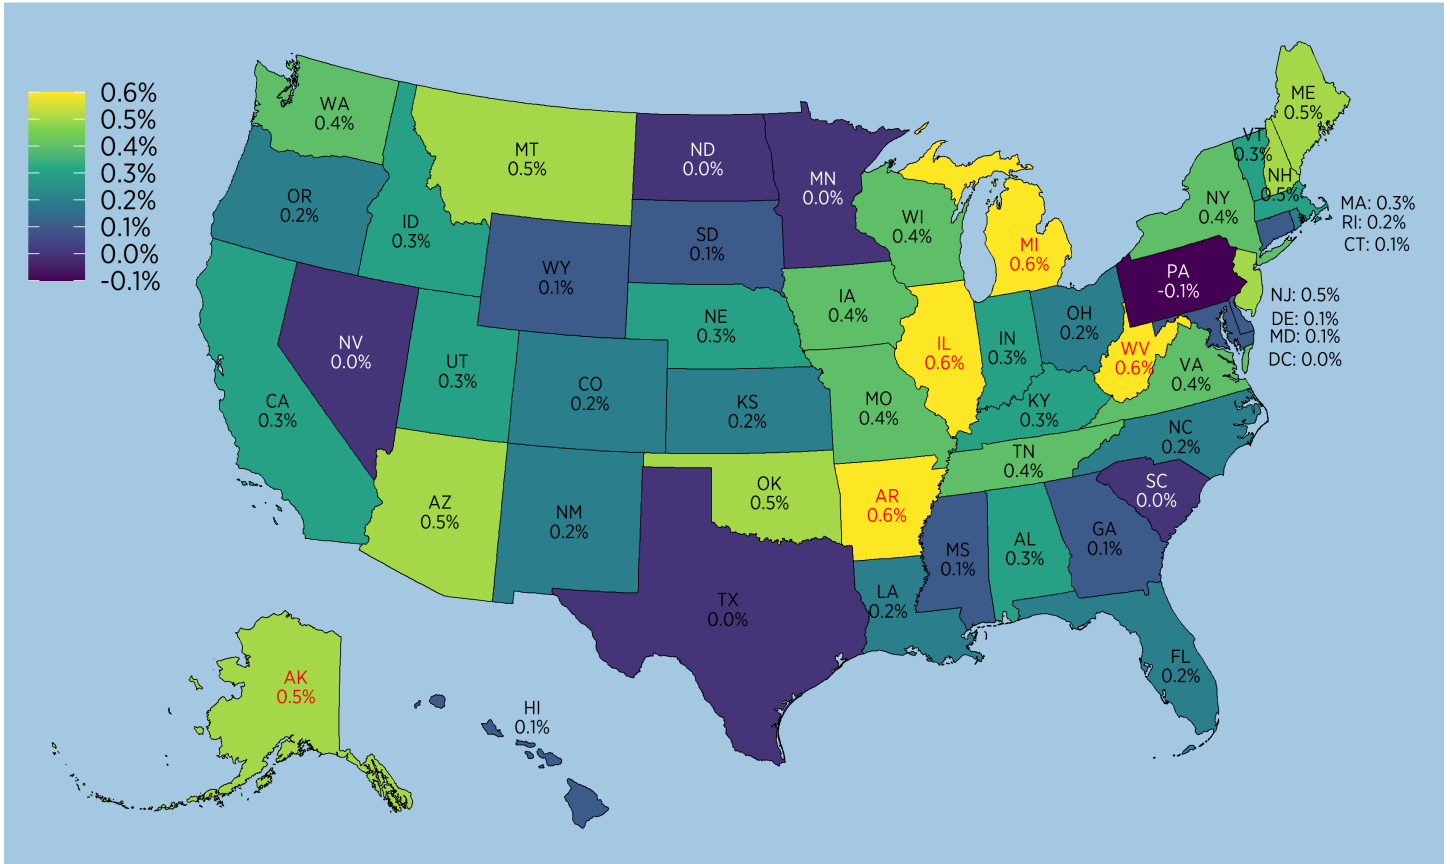 0.6%
0.5%
0.4%
0.3%
0.2%
0.1%
0.0%
-0.1%
WA
0.4%
OR
0.2%
CA
0.3%
ID
0.3%
NV
0.0%
MT
0.5%
WY
0.1%
UT
0.3%
AZ
0.5%
CO
0.2%
NM
0.2%
ND
0.0%
SD
0.1%
NE
0.3%
KS
0.2%
OK
0.5%
TX
0.0%
MN
0.0%
IA
0.4%
MO
0.4%
AR
0.6%
LA
0.2%
WI
0.4%
IL
0.6%
MI
0.6%
IN
0.3%
OH
0.2%
KY
0.3%
TN
0.4%
MS
0.1%
AL
0.3%
GA
0.1%
FL
0.2%
SC
0.0%
NC
0.2%
VA
0.4%
WV
0.6%
PA
-0.1%
NY
0.4%
VT
0.3%
NH
0.5%
ME
0.5%
MA: 0.3%
RI: 0.2%
CT: 0.1%
NJ: 0.5%
DE: 0.1%
MD: 0.1%
DC: 0.0%
AK
0.5%
HI
0.1%